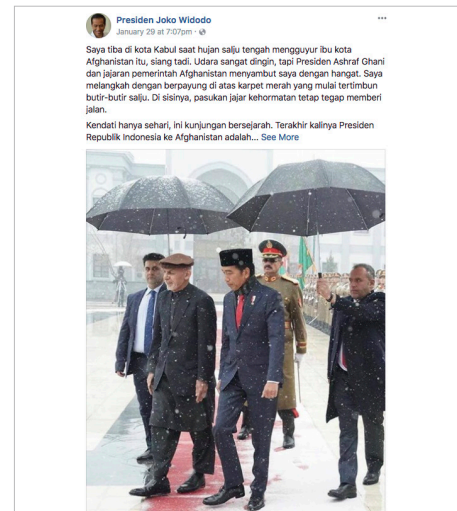 Presiden Joko Widodo
January 29 at 7:07pm ·
Saya tiba di kota Kabul saat hujan salju tengah mengguyur ibu kota
Afghanistan itu, siang tadi. Udara sangat dingin, tapi Presiden Ashraf Ghani
dan jajaran pemerintah Afghanistan menyambut saya dengan hangat. Saya
melangkah dengan berpayung di atas karpet merah yang mulai tertimbun
butir-butir salju. Di sisinya, pasukan jajar kehormatan tetap tegap memberi
jalan.
Kendati hanya sehari, ini kunjungan bersejarah. Terakhir kalinya Presiden
Republik Indonesia ke Afghanistan adalah... See More